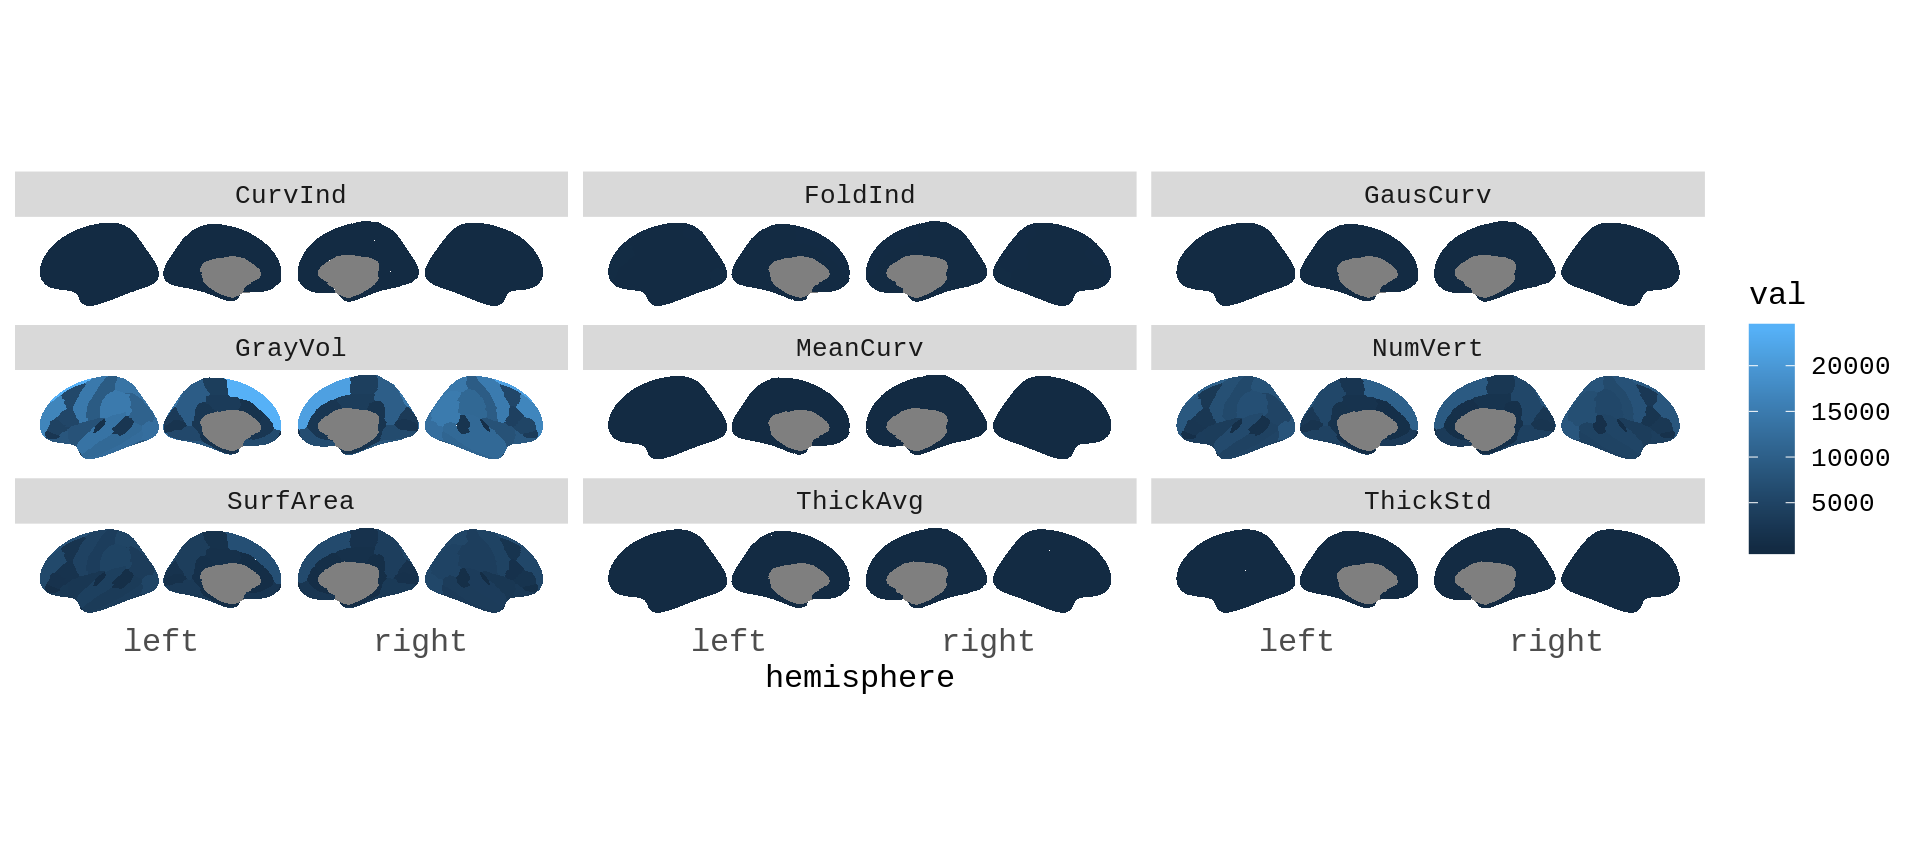 CurvInd
FoldInd
GausCurv
GrayVol
MeanCurv
NumVert
SurfArea
ThickAvg
ThickStd
left right
left right
left right
hemisphere
val
20000
15000
10000
5000